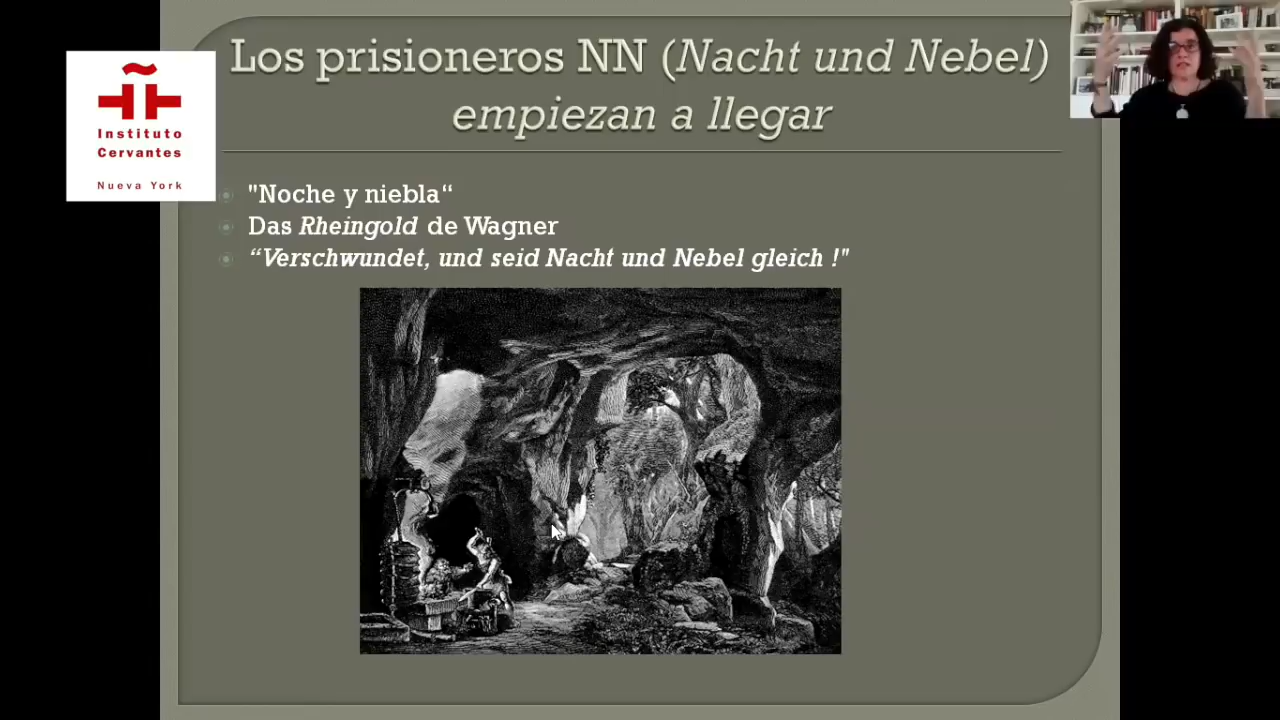 Los prisioneros NN (Nacht und Nebel)
empiezan a llegar
Instituto
Cervantes
Nueva York
"Noche y niebla“
Das Rheingold de Wagner
“Verschwundet, und seid Nacht und Nebel gleich !"